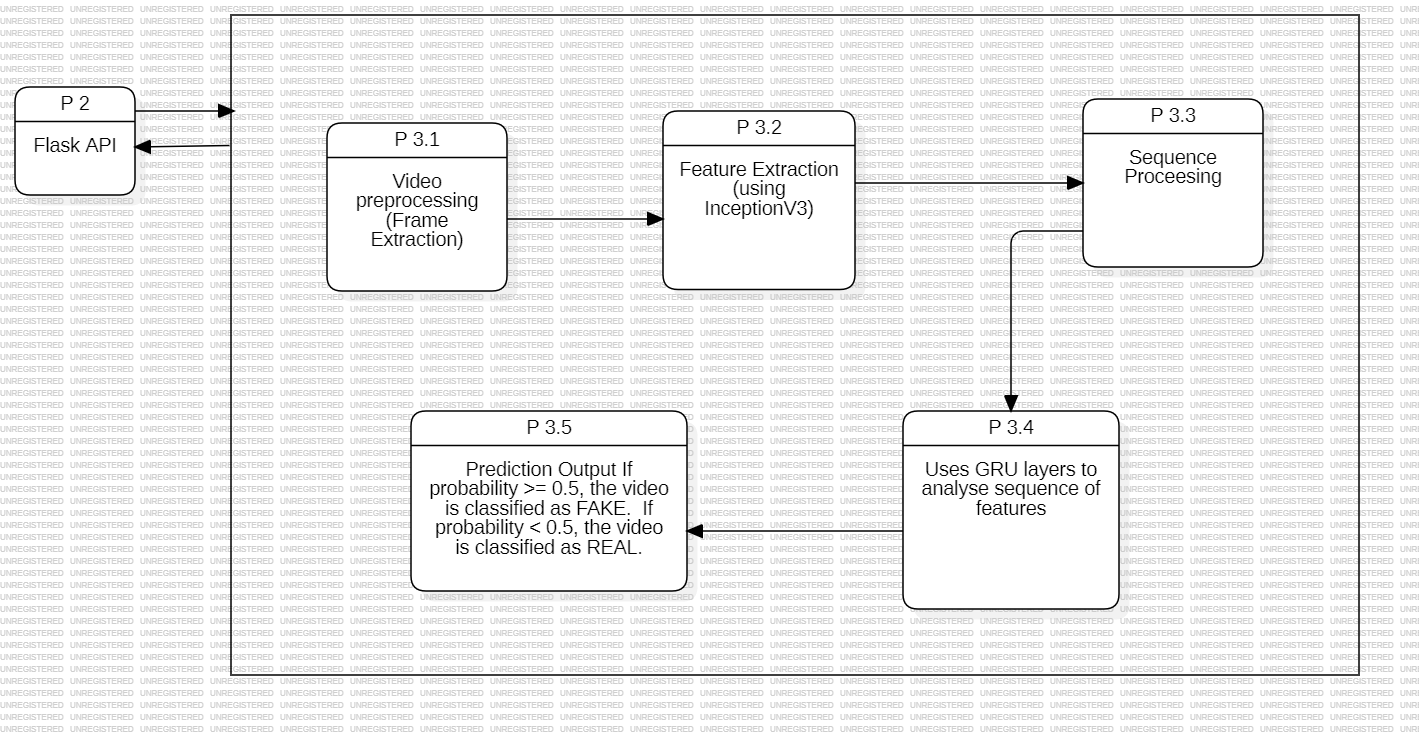 P 2
Flask API
P 3.1
Video
preprocessing
(Frame
Extraction)
P 3.2
Feature Extraction
(using
InceptionV3)
P 3.3
Sequence
Proceesing
P 3.4
Uses GRU layers to
analyse sequence of
features
P 3.5
Prediction Output If
probability >= 0.5, the video
is classified as FAKE.  If
probability < 0.5, the video
is classified as REAL.
UNREGISTERED